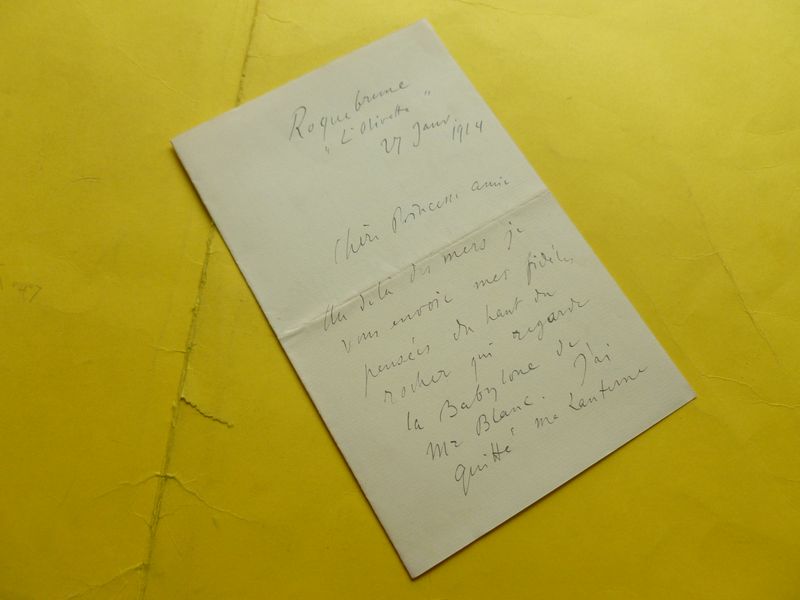 Roquebrune
"L'Olivette"
27 Janv. 1914
Chère Princesse amie
Au delà des mers je
vous envoie mes fidèles
pensées du haut du
rocher qui regarde
la Babylone de
Mr Blanc. J'ai
quitté ma Lanterne